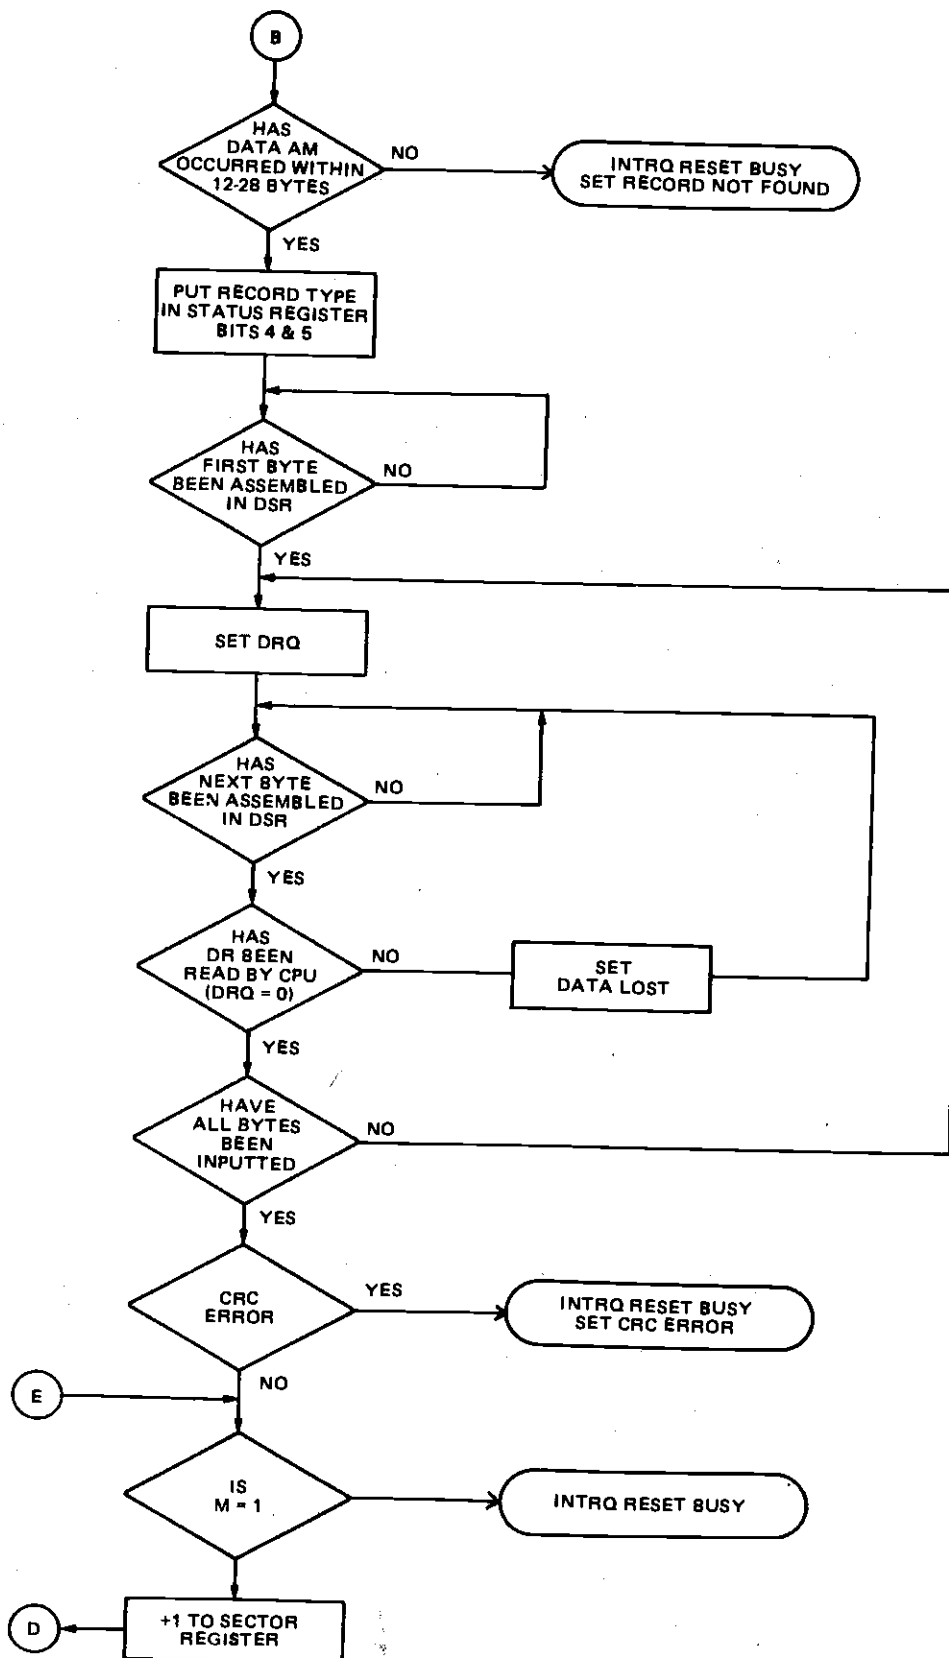 B
HAS
DATA AM
OCCURRED WITHIN
12-28 BYTES
NO
INTRQ RESET BUSY
SET RECORD NOT FOUND
YES
PUT RECORD TYPE
IN STATUS REGISTER
BITS 4 & 5
HAS
FIRST BYTE
BEEN ASSEMBLED
IN DSR
NO
YES
SET DRQ
HAS
NEXT BYTE
BEEN ASSEMBLED
IN DSR
NO
YES
HAS
DR BEEN
READ BY CPU
(DRQ = 0)
NO
SET
DATA LOST
YES
HAVE
ALL BYTES
BEEN
INPUTTED
NO
YES
CRC
ERROR
YES
INTRQ RESET BUSY
SET CRC ERROR
NO
E
IS
M = 1
INTRQ RESET BUSY
D
+1 TO SECTOR
REGISTER